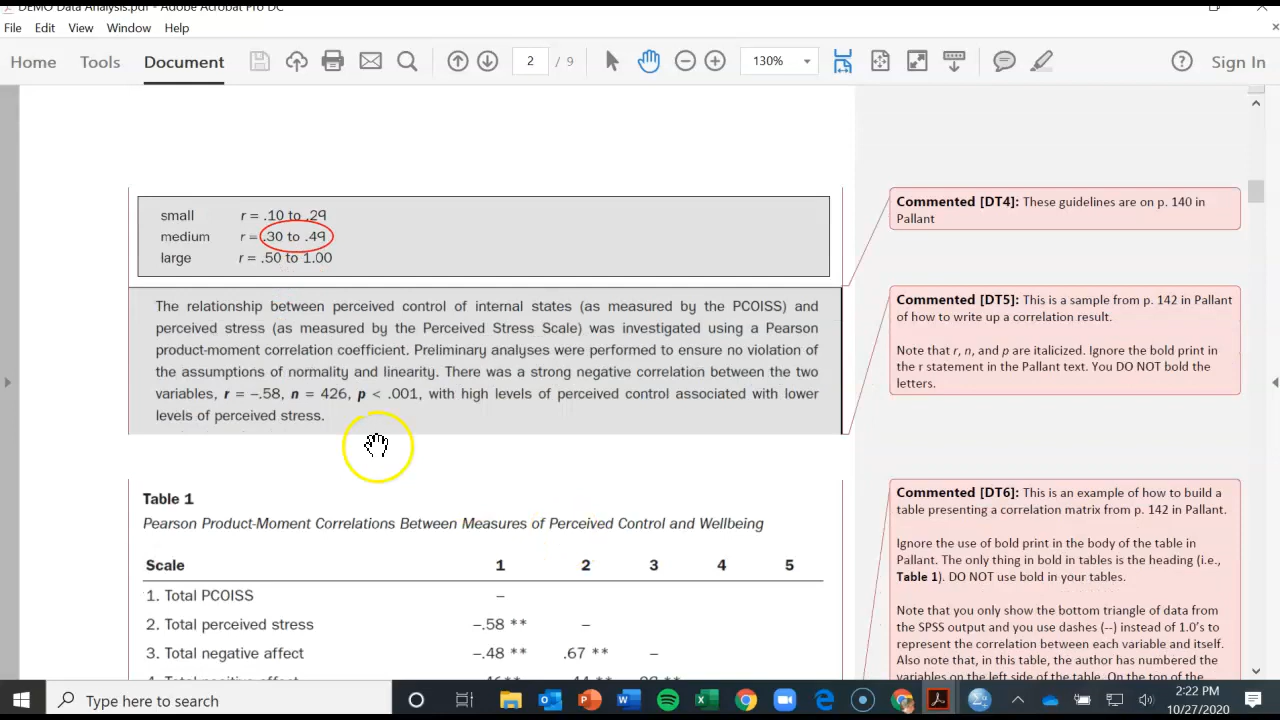 DEMO Data Analysis.pdf - Adobe Acrobat Pro DC
File Edit View Window Help
Home Tools Document 2 / 9 130% Sign In
small r = .10 to .29
medium r = .30 to .49
large r = .50 to 1.00
The relationship between perceived control of internal states (as measured by the PCOISS) and
perceived stress (as measured by the Perceived Stress Scale) was investigated using a Pearson
product-moment correlation coefficient. Preliminary analyses were performed to ensure no violation of
the assumptions of normality and linearity. There was a strong negative correlation between the two
variables, r = –.58, n = 426, p < .001, with high levels of perceived control associated with lower
levels of perceived stress.
Table 1
Pearson Product-Moment Correlations Between Measures of Perceived Control and Wellbeing
Scale 1 2 3 4 5
1. Total PCOISS –
2. Total perceived stress –.58 ** –
3. Total negative affect –.48 ** .67 ** –
Commented [DT4]: These guidelines are on p. 140 in
Pallant
Commented [DT5]: This is a sample from p. 142 in Pallant
of how to write up a correlation result.
Note that r, n, and p are italicized. Ignore the bold print in
the r statement in the Pallant text. You DO NOT bold the
letters.
Commented [DT6]: This is an example of how to build a
table presenting a correlation matrix from p. 142 in Pallant.
Ignore the use of bold print in the body of the table in
Pallant. The only thing in bold in tables is the heading (i.e.,
Table 1). DO NOT use bold in your tables.
Note that you only show the bottom triangle of data from
the SPSS output and you use dashes (--) instead of 1.0's to
represent the correlation between each variable and itself.
Also note that, in this table, the author has numbered the
variables on the left side of the table. On the top of the
Type here to search
2:22 PM
10/27/2020